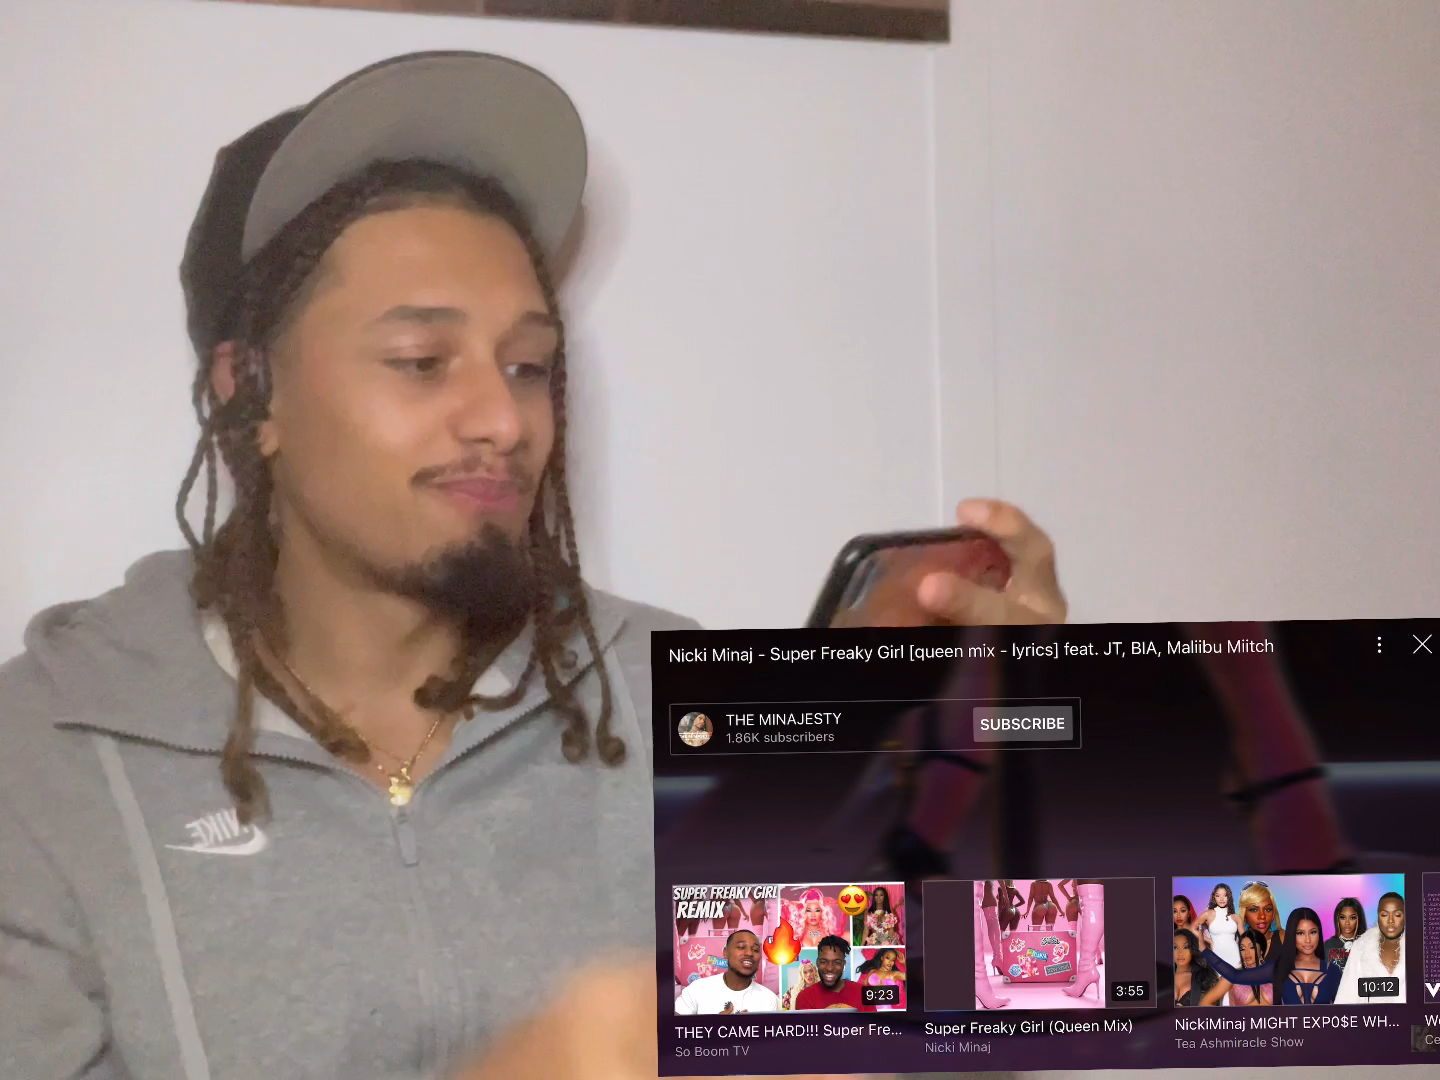 NIKE
Nicki Minaj - Super Freaky Girl [queen mix - lyrics] feat. JT, BIA, Maliibu Miitch
THE MINAJESTY
1.86K subscribers
SUBSCRIBE
SUPER FREAKY GIRL
REMIX
9:23
3:55
10:12
THEY CAME HARD!!! Super Fre...
So Boom TV
Super Freaky Girl (Queen Mix)
Nicki Minaj
NickiMinaj MIGHT EXP0$E WH...
Tea Ashmiracle Show